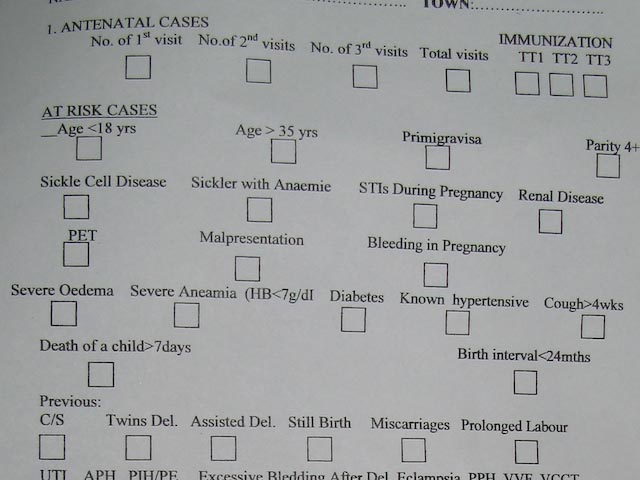 TOWN:
1. ANTENATAL CASES
No. of 1st visit No.of 2nd visits No. of 3rd visits Total visits IMMUNIZATION
TT1 TT2 TT3
AT RISK CASES
__Age <18 yrs Age > 35 yrs Primigravisa Parity 4+
Sickle Cell Disease Sickler with Anaemie STIs During Pregnancy Renal Disease
PET Malpresentation Bleeding in Pregnancy
Severe Oedema Severe Aneamia (HB<7g/dI Diabetes Known hypertensive Cough>4wks
Death of a child>7days Birth interval<24mths
Previous:
C/S Twins Del. Assisted Del. Still Birth Miscarriages Prolonged Labour
UTI APH PIH/PE Excessive Bledding After Del. Eclampsia PPH VVF VCCT